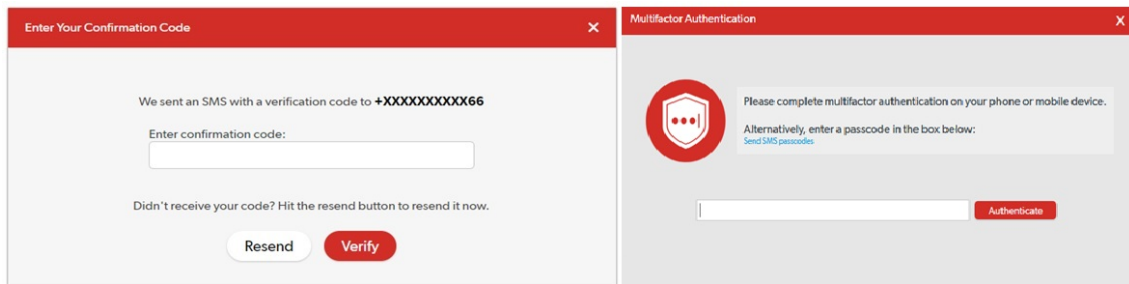 Enter Your Confirmation Code X
We sent an SMS with a verification code to +XXXXXXXXXX66
Enter confirmation code:
Didn't receive your code? Hit the resend button to resend it now.
Resend Verify
Multifactor Authentication X
Please complete multifactor authentication on your phone or mobile device.
Alternatively, enter a passcode in the box below:
Send SMS passcodes
Authenticate